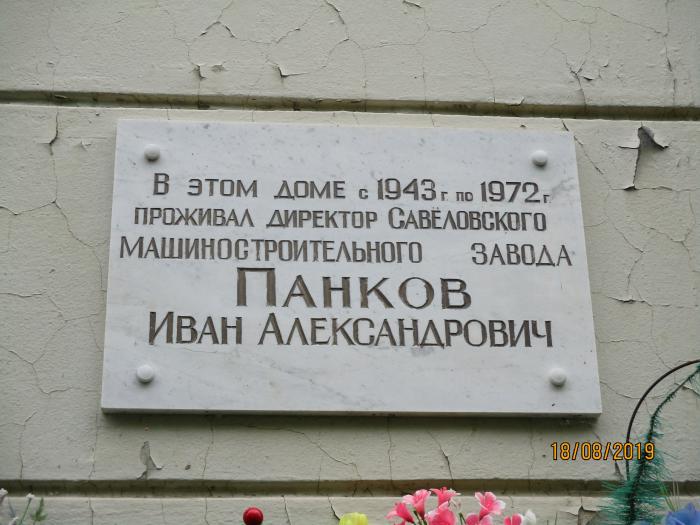 В этом доме с 1943 г. по 1972 г.
проживал директор Савёловского
машиностроительного завода
Панков
Иван Александрович
18/08/2019